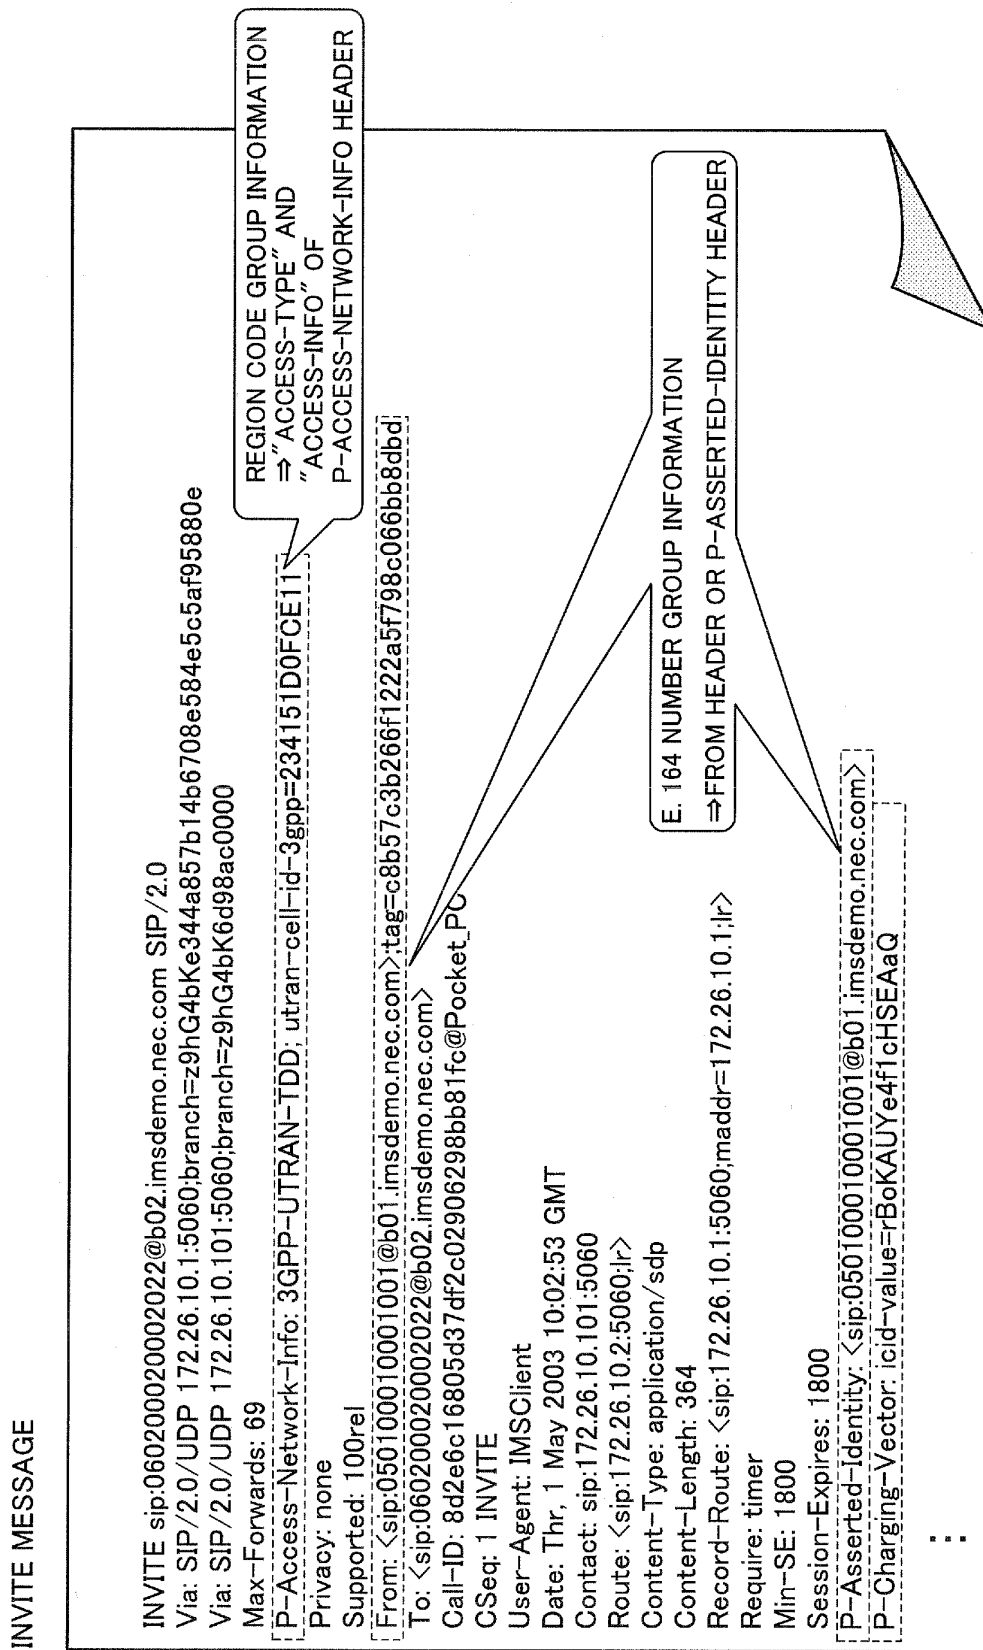 INVITE MESSAGE
INVITE sip:0602000200002022@b02.imsdemo.nec.com SIP/2.0
Via: SIP/2.0/UDP 172.26.10.1:5060;branch=z9hG4bKe344a857b14b6708e584e5c5af95880e
Via: SIP/2.0/UDP 172.26.10.101:5060;branch=z9hG4bK6d98ac0000
Max-Forwards: 69
P-Access-Network-Info: 3GPP-UTRAN-TDD; utran-cell-id-3gpp=234151D0FCE11
Privacy: none
Supported: 100rel
From: <sip:0501000100001001@b01.imsdemo.nec.com>;tag=c8b57c3b266f1222a5f798c066bb8dbd
To: <sip:0602000200002022@b02.imsdemo.nec.com>
Call-ID: 8d2e6c16805d37df2c02906298bb81fc@Pocket_PC
CSeq: 1 INVITE
User-Agent: IMSClient
Date: Thr, 1 May 2003 10:02:53 GMT
Contact: sip:172.26.10.101:5060
Route: <sip:172.26.10.2:5060;lr>
Content-Type: application/sdp
Content-Length: 364
Record-Route: <sip:172.26.10.1:5060;maddr=172.26.10.1;lr>
Require: timer
Min-SE: 1800
Session-Expires: 1800
P-Asserted-Identity: <sip:0501000100001001@b01.imsdemo.nec.com>
P-Charging-Vector: icid-value=rBoKAUYe4f1cHSEAaQ
⋮
REGION CODE GROUP INFORMATION
⇒"ACCESS-TYPE" AND
"ACCESS-INFO" OF
P-ACCESS-NETWORK-INFO HEADER
E. 164 NUMBER GROUP INFORMATION
⇒FROM HEADER OR P-ASSERTED-IDENTITY HEADER